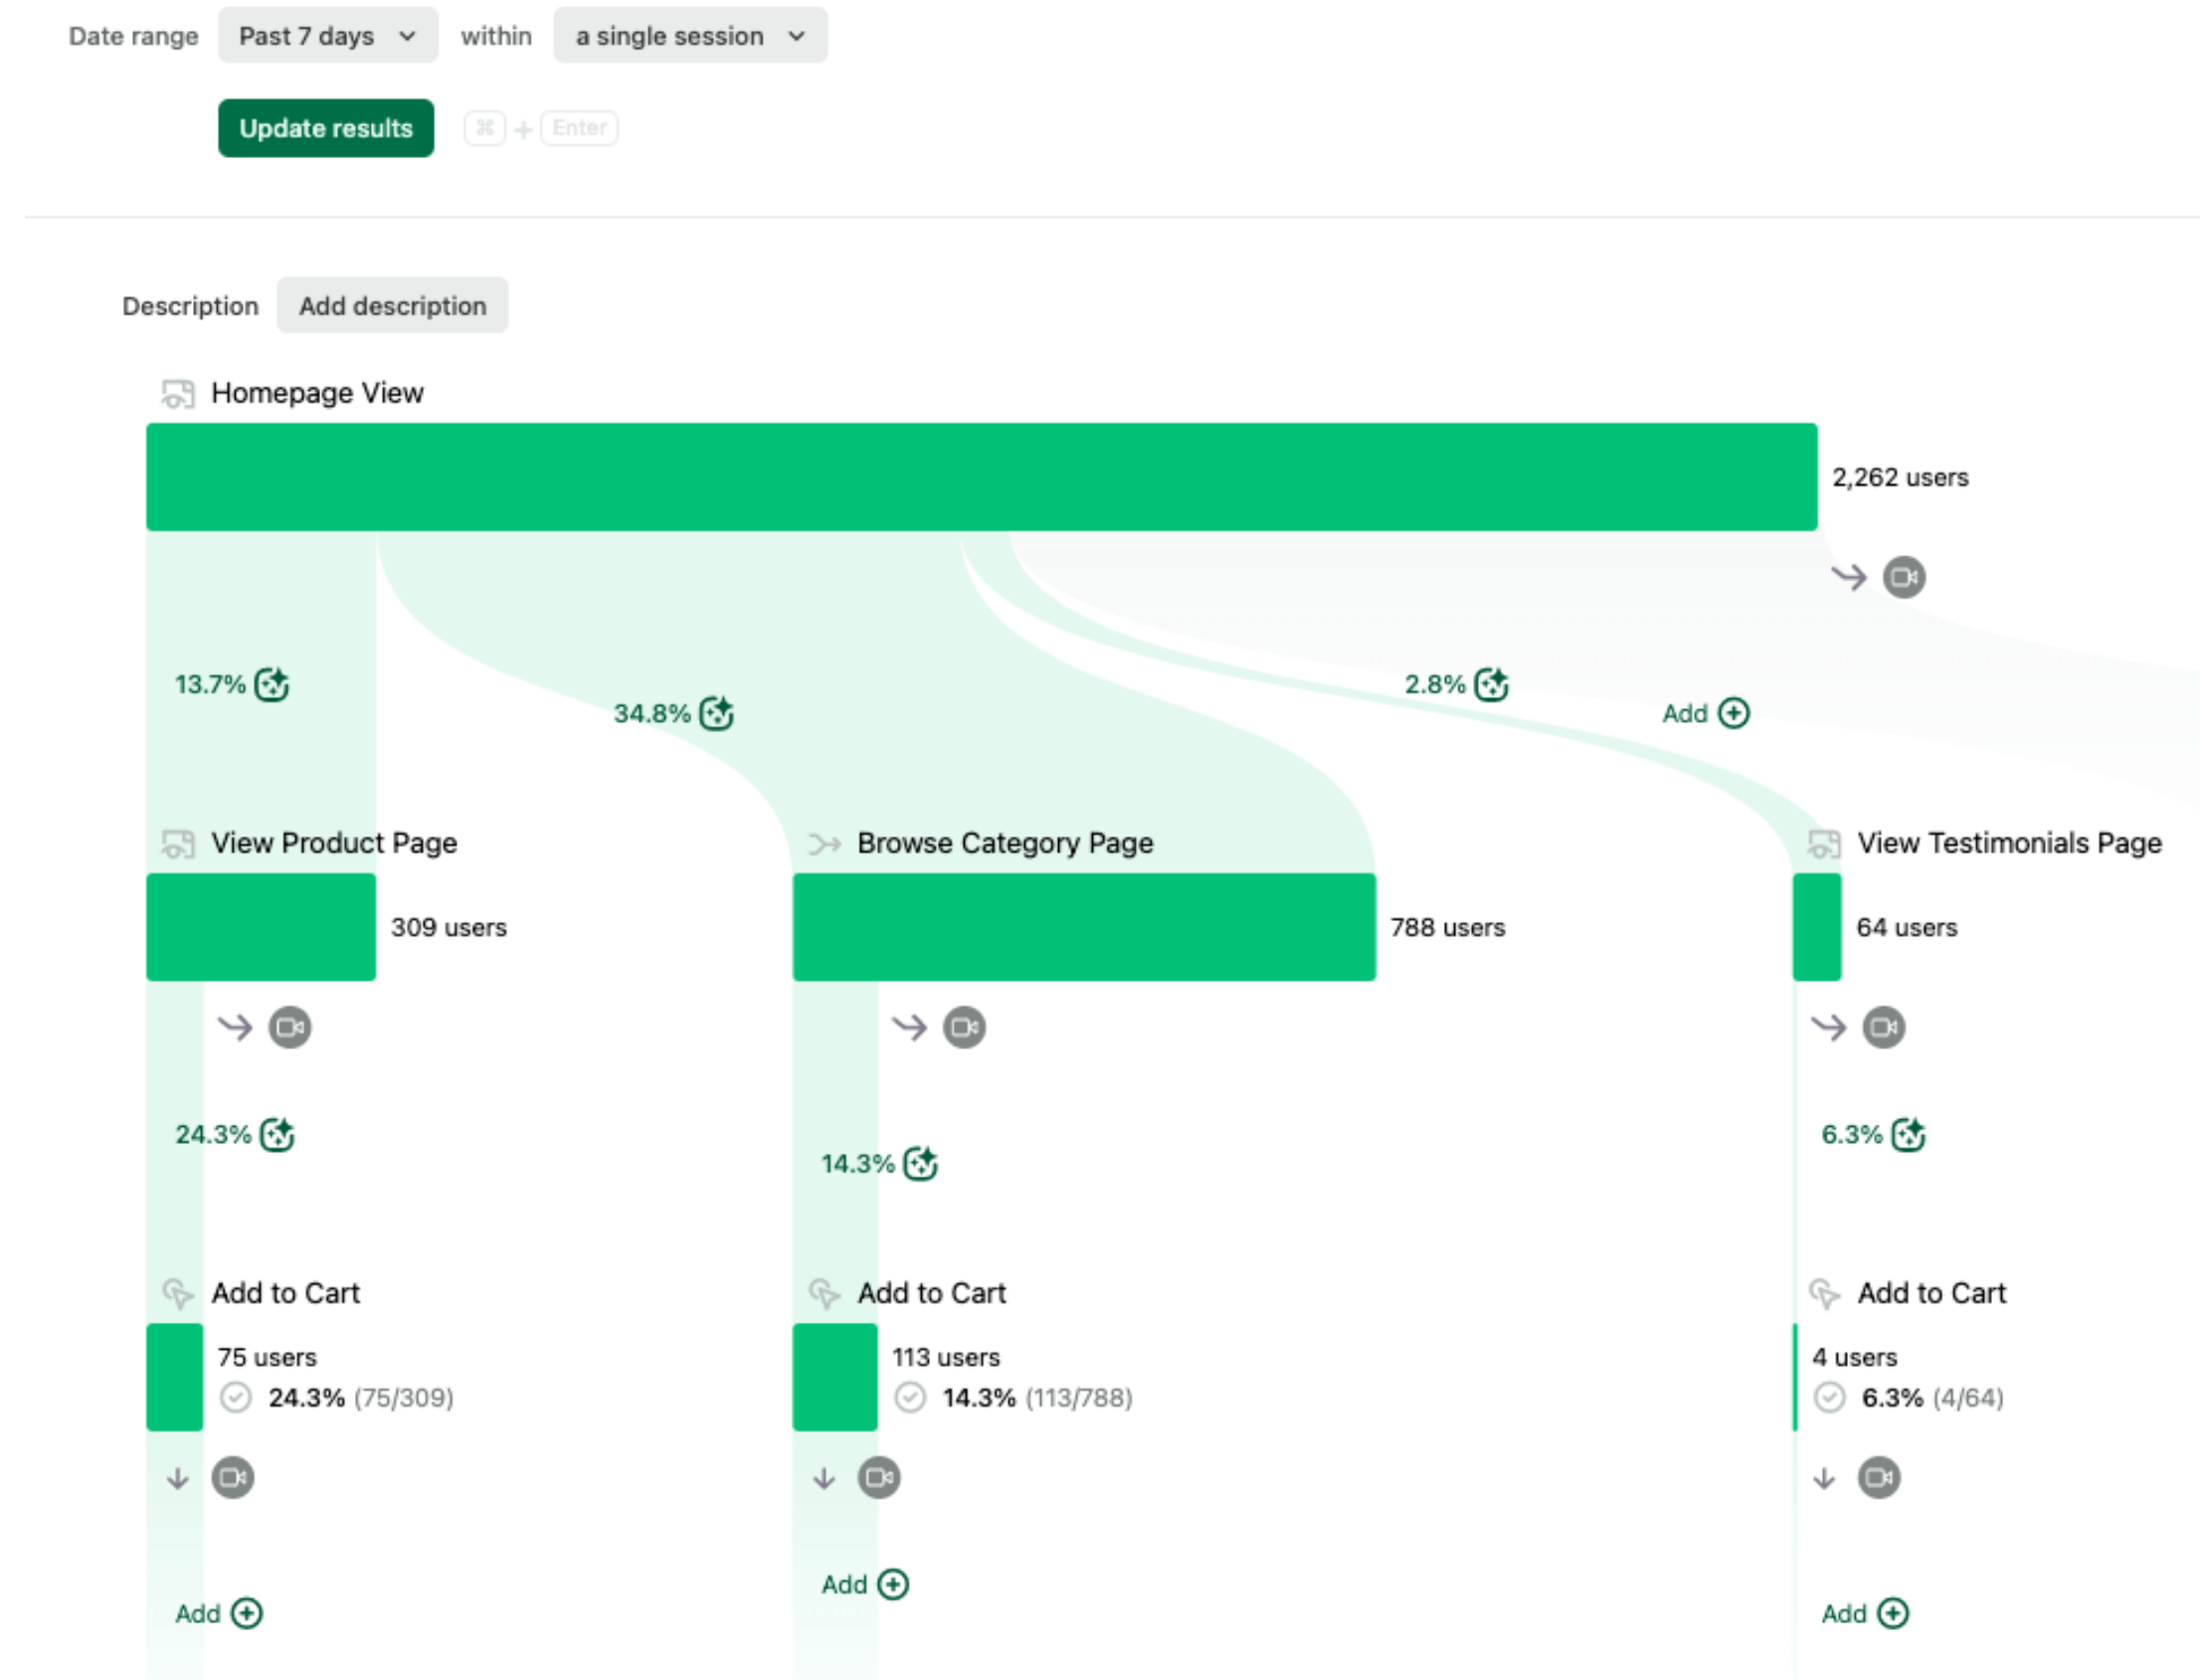 Date range Past 7 days within a single session
Update results ⌘ + Enter
Description Add description
Homepage View
2,262 users
13.7%
34.8%
2.8%
Add
View Product Page
Browse Category Page
View Testimonials Page
309 users
788 users
64 users
24.3%
14.3%
6.3%
Add to Cart
75 users
24.3% (75/309)
Add to Cart
113 users
14.3% (113/788)
Add to Cart
4 users
6.3% (4/64)
Add
Add
Add